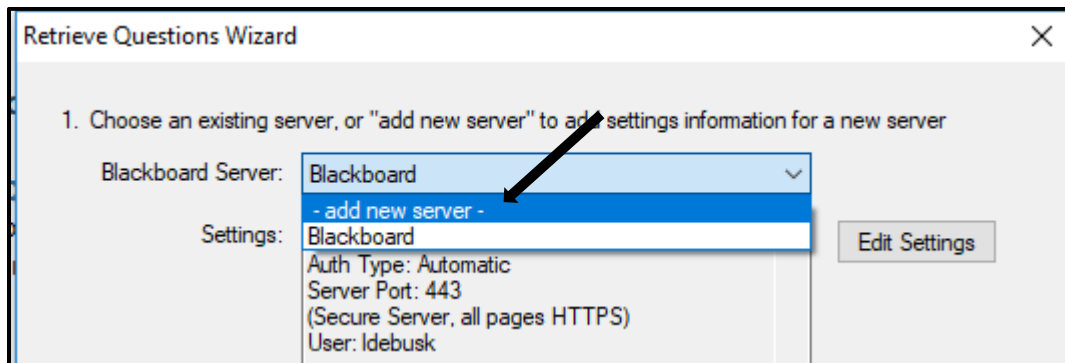 Retrieve Questions Wizard
1. Choose an existing server, or "add new server" to add settings information for a new server
Blackboard Server: Blackboard
- add new server -
Settings: Blackboard
Edit Settings
Auth Type: Automatic
Server Port: 443
(Secure Server, all pages HTTPS)
User: ldebusk